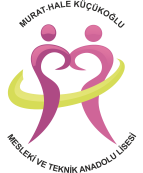 MURAT-HALE KÜÇÜKOĞLU
MESLEKİ VE TEKNİK ANADOLU LİSESİ